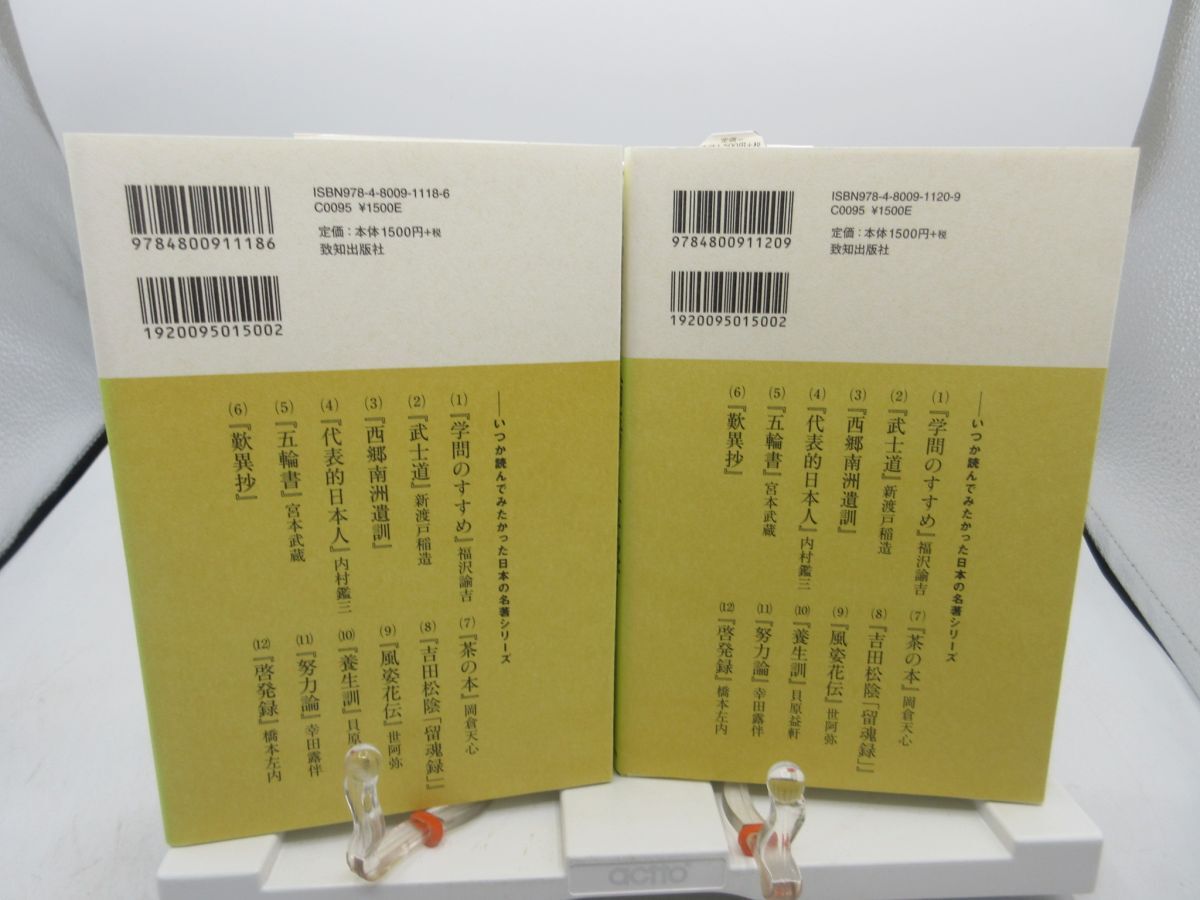 ISBN978-4-8009-1118-6
C0095 ¥1500E
定価：本体1500円+税
致知出版社
9784800911186
1920095015002
──いつか読んでみたかった日本の名著シリーズ
(1)『学問のすすめ』福沢諭吉
(2)『武士道』新渡戸稲造
(3)『西郷南洲遺訓』
(4)『代表的日本人』内村鑑三
(5)『五輪書』宮本武蔵
(6)『歎異抄』
(7)『茶の本』岡倉天心
(8)『吉田松陰「留魂録」』
(9)『風姿花伝』世阿弥
(10)『養生訓』貝原
(11)『努力論』幸田露伴
(12)『啓発録』橋本左内
ISBN978-4-8009-1120-9
C0095 ¥1500E
定価：本体1500円+税
致知出版社
9784800911209
1920095015002
──いつか読んでみたかった日本の名著シリーズ
(1)『学問のすすめ』福沢諭吉
(2)『武士道』新渡戸稲造
(3)『西郷南洲遺訓』
(4)『代表的日本人』内村鑑三
(5)『五輪書』宮本武蔵
(6)『歎異抄』
(7)『茶の本』岡倉天心
(8)『吉田松陰「留魂録」』
(9)『風姿花伝』世阿弥
(10)『養生訓』貝原益軒
(11)『努力論』幸田露伴
(12)『啓発録』橋本左内
actto